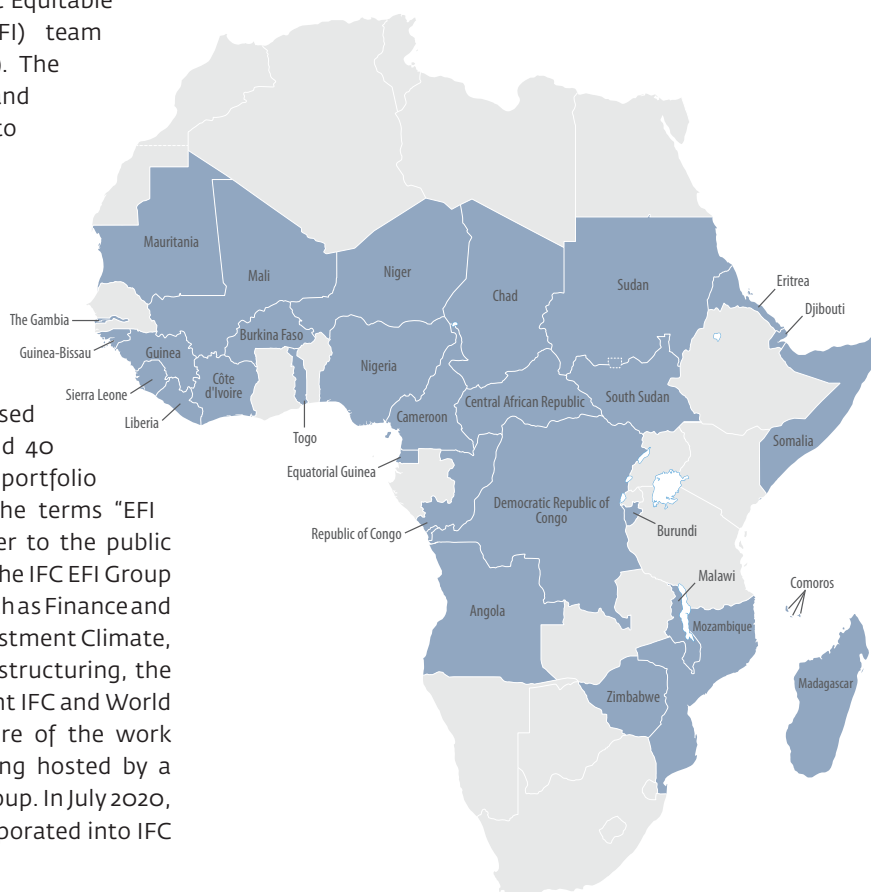 Equitable
FI) team
. The
and
to
sed
d 40
portfolio
he terms “EFI
er to the public
he IFC EFI Group
h as Finance and
stment Climate,
structuring, the
nt IFC and World
re of the work
ng hosted by a
oup. In July 2020,
porated into IFC
Mauritania
Mali
Niger
Chad
Sudan
Eritrea
Djibouti
The Gambia
Guinea-Bissau
Guinea
Burkina Faso
Nigeria
Sierra Leone
Côte
d'Ivoire
Liberia
Togo
Cameroon
Central African Republic
South Sudan
Somalia
Equatorial Guinea
Democratic Republic of
Congo
Republic of Congo
Burundi
Malawi
Comoros
Angola
Mozambique
Madagascar
Zimbabwe